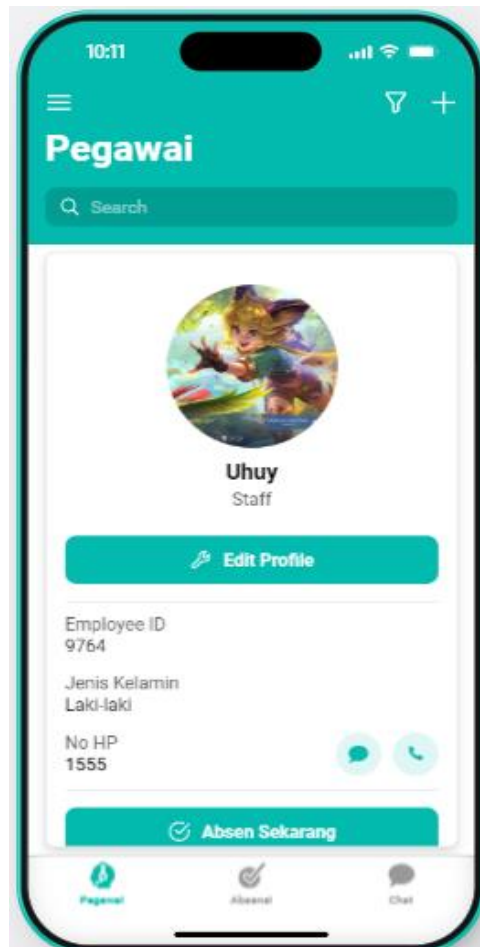 10:11
Pegawai
Search
Uhuy
Staff
Edit Profile
Employee ID
9764
Jenis Kelamin
Laki-laki
No HP
1555
Absen Sekarang
Pegawai
Absensi
Chat